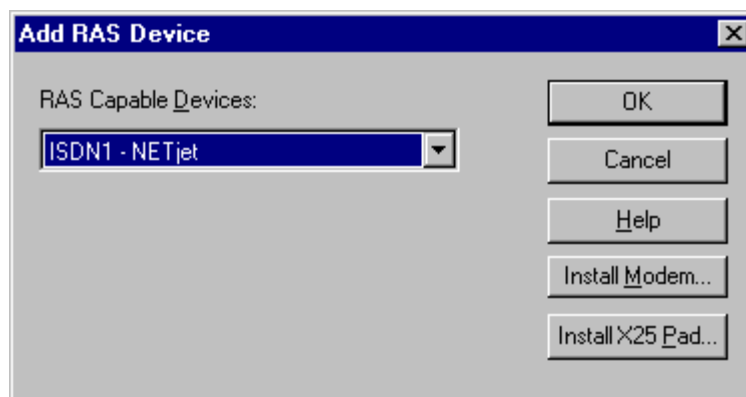 Add RAS Device
RAS Capable Devices:
ISDN1 - NETjet
OK
Cancel
Help
Install Modem...
Install X25 Pad...